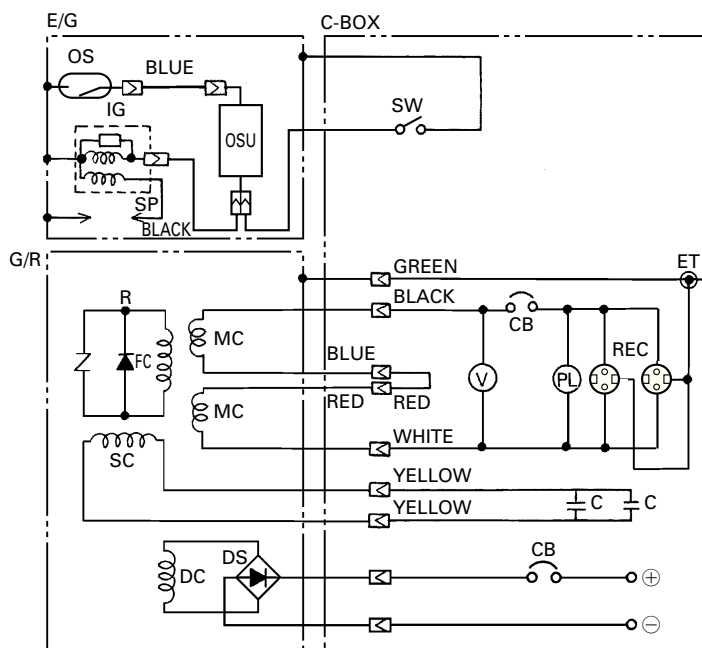 E/G
C-BOX
OS
BLUE
IG
SW
OSU
SP
BLACK
G/R
GREEN
ET
R
BLACK
MC
CB
FC
BLUE
REC
V
PL
RED
RED
MC
WHITE
SC
YELLOW
C
C
YELLOW
DS
CB
DC
+
−